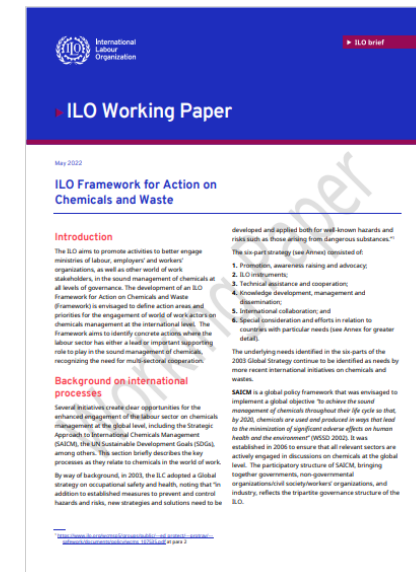 International
Labour
Organization
ILO brief
ILO Working Paper
May 2022
ILO Framework for Action on
Chemicals and Waste
Introduction
The ILO aims to promote activities to better engage
ministries of labour, employers' and workers'
organizations, as well as other world of work
stakeholders, in the sound management of chemicals at
all levels of governance. The development of an ILO
Framework for Action on Chemicals and Waste
(Framework) is envisaged to define action areas and
priorities for the engagement of world of work actors on
chemicals management at the international level. The
Framework aims to identify concrete actions where the
labour sector has either a lead or important supporting
role to play in the sound management of chemicals,
recognizing the need for multi-sectoral cooperation.
Background on international
processes
Several initiatives create clear opportunities for the
enhanced engagement of the labour sector on chemicals
management at the global level, including the Strategic
Approach to International Chemicals Management
(SAICM), the UN Sustainable Development Goals (SDGs),
among others. This section briefly describes the key
processes as they relate to chemicals in the world of work.
By way of background, in 2003, the ILO adopted a Global
strategy on occupational safety and health, noting that "in
addition to established measures to prevent and control
hazards and risks, new strategies and solutions need to be
developed and applied both for well-known hazards and
risks such as those arising from dangerous substances."¹
The six-part strategy (see Annex) consisted of:
1. Promotion, awareness raising and advocacy;
2. ILO instruments;
3. Technical assistance and cooperation;
4. Knowledge development, management and
dissemination;
5. International collaboration; and
6. Special consideration and efforts in relation to
countries with particular needs (see Annex for greater
detail).
The underlying needs identified in the six-parts of the
2003 Global Strategy continue to be identified as needs by
more recent international initiatives on chemicals and
wastes.
SAICM is a global policy framework that was envisaged to
implement a global objective "to achieve the sound
management of chemicals throughout their life cycle so that,
by 2020, chemicals are used and produced in ways that lead
to the minimization of significant adverse effects on human
health and the environment" (WSSD 2002). It was
established in 2006 to ensure that all relevant sectors are
actively engaged in discussions on chemicals at the global
level. The participatory structure of SAICM, bringing
together governments, non-governmental
organizations/civil society/workers' organizations, and
industry, reflects the tripartite governance structure of the
ILO.
at para 3
Working Paper